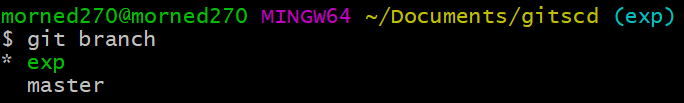 morned270@morned270 MINGW64 ~/Documents/gitscd (exp)
$ git branch
* exp
  master